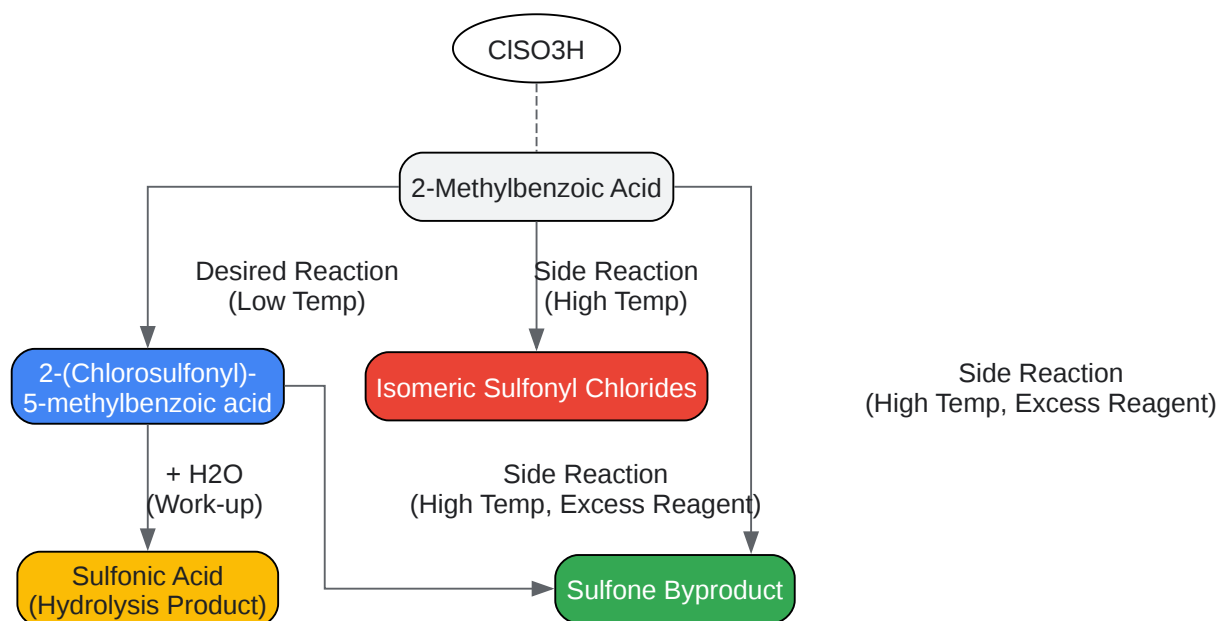 ClSO3H
2-Methylbenzoic Acid
Desired Reaction
(Low Temp)
Side Reaction
(High Temp)
2-(Chlorosulfonyl)-
5-methylbenzoic acid
Isomeric Sulfonyl Chlorides
Side Reaction
(High Temp, Excess Reagent)
+ H2O
(Work-up)
Side Reaction
(High Temp, Excess Reagent)
Sulfonic Acid
(Hydrolysis Product)
Sulfone Byproduct